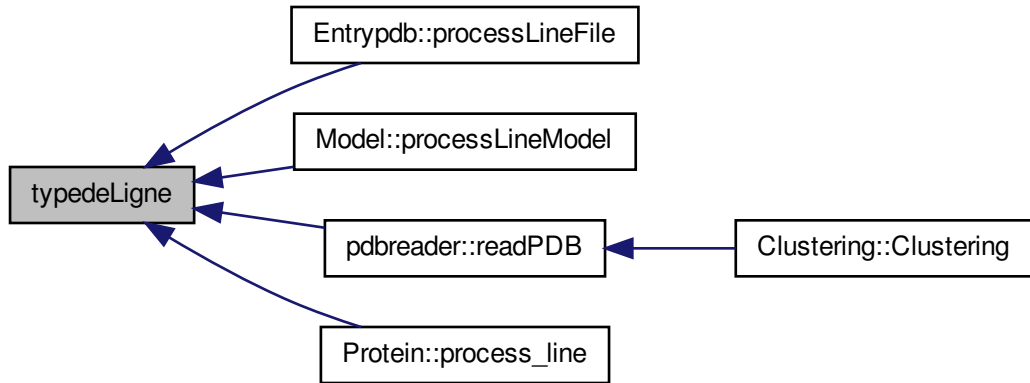 Entrypdb::processLineFile
Model::processLineModel
typedeLigne
pdbreader::readPDB
Clustering::Clustering
Protein::process_line